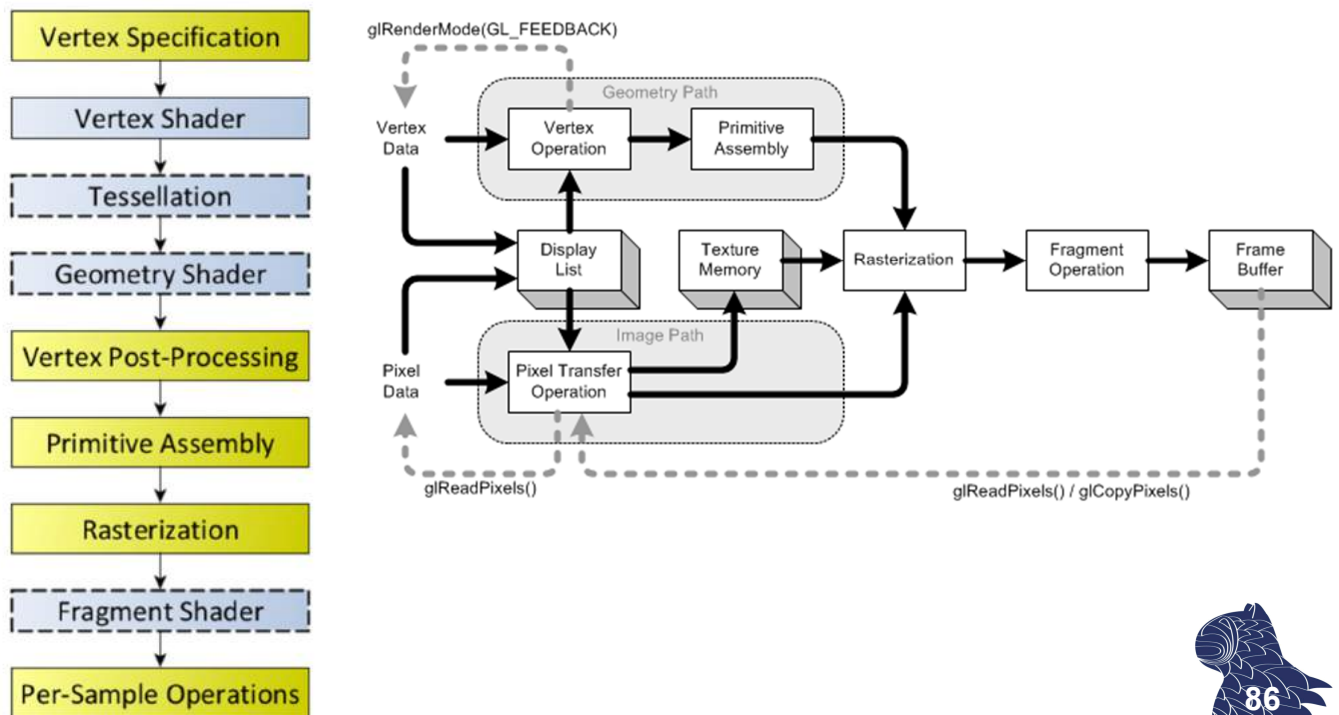 Vertex Specification
Vertex Shader
Tessellation
Geometry Shader
Vertex Post-Processing
Primitive Assembly
Rasterization
Fragment Shader
Per-Sample Operations
glRenderMode(GL_FEEDBACK)
Geometry Path
Vertex
Data
Vertex
Operation
Primitive
Assembly
Display
List
Texture
Memory
Rasterization
Fragment
Operation
Frame
Buffer
Image Path
Pixel
Data
Pixel Transfer
Operation
glReadPixels()
glReadPixels() / glCopyPixels()
86